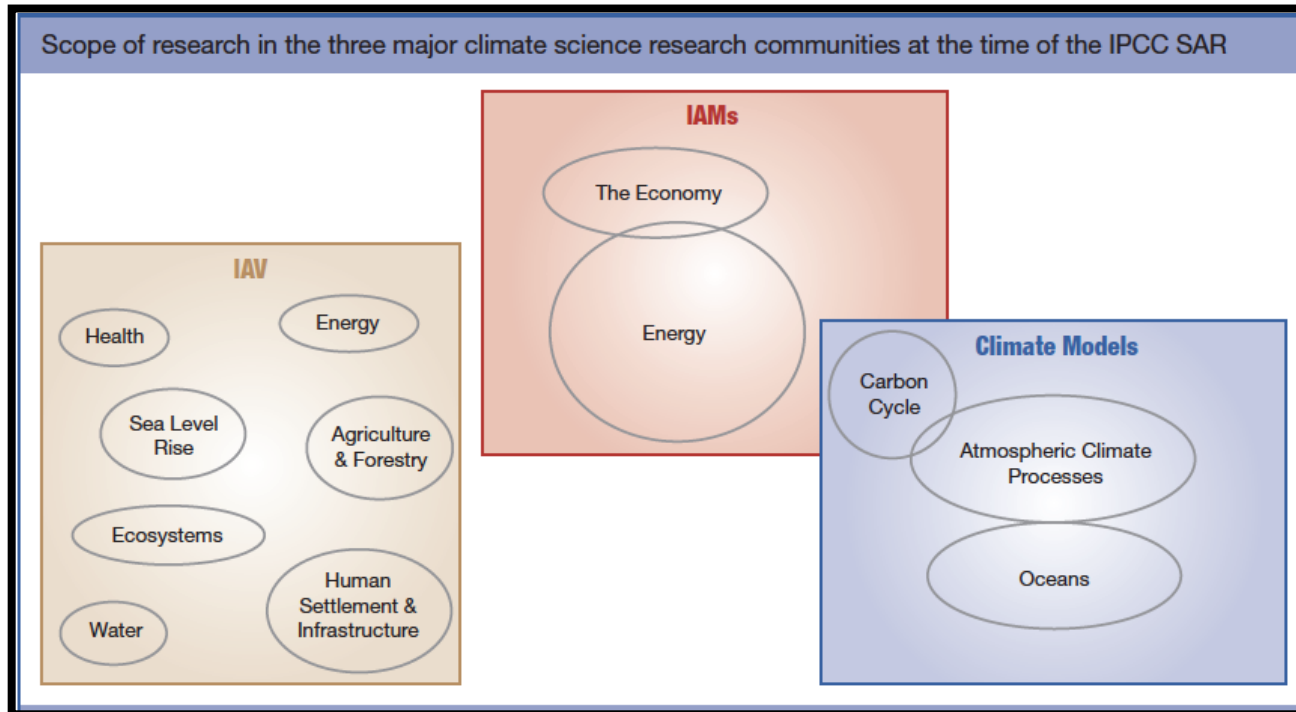 Scope of research in the three major climate science research communities at the time of the IPCC SAR
IAMs
The Economy
Energy
IAV
Health
Energy
Sea Level
Rise
Agriculture
& Forestry
Ecosystems
Human
Settlement &
Infrastructure
Water
Climate Models
Carbon
Cycle
Atmospheric Climate
Processes
Oceans